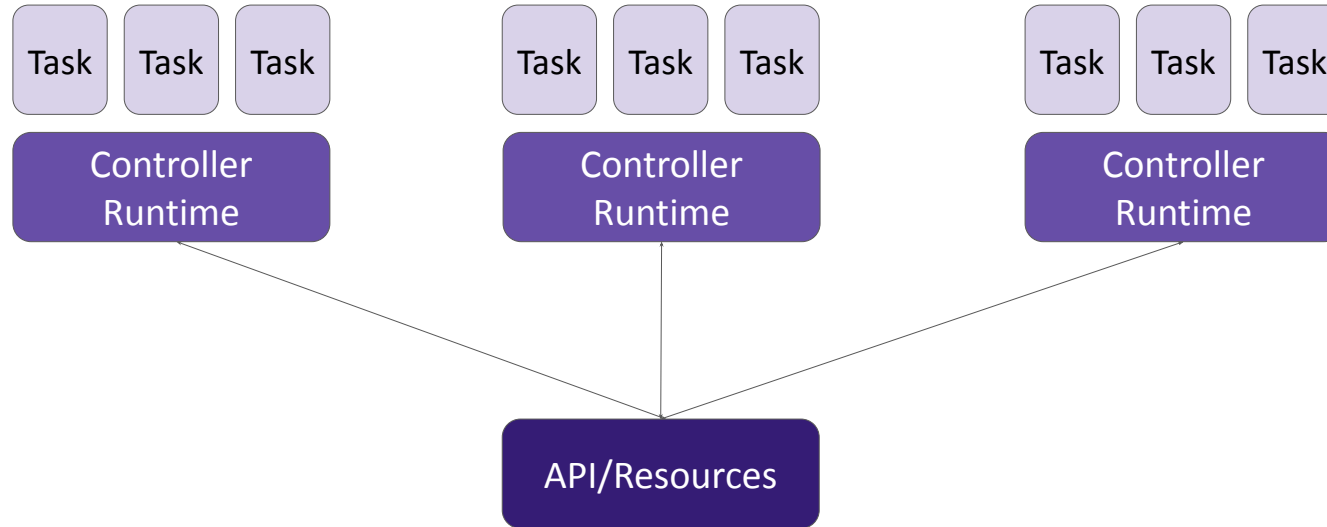 Task Task Task Task Task Task Task Task Task
Controller
Runtime
Controller
Runtime
Controller
Runtime
API/Resources